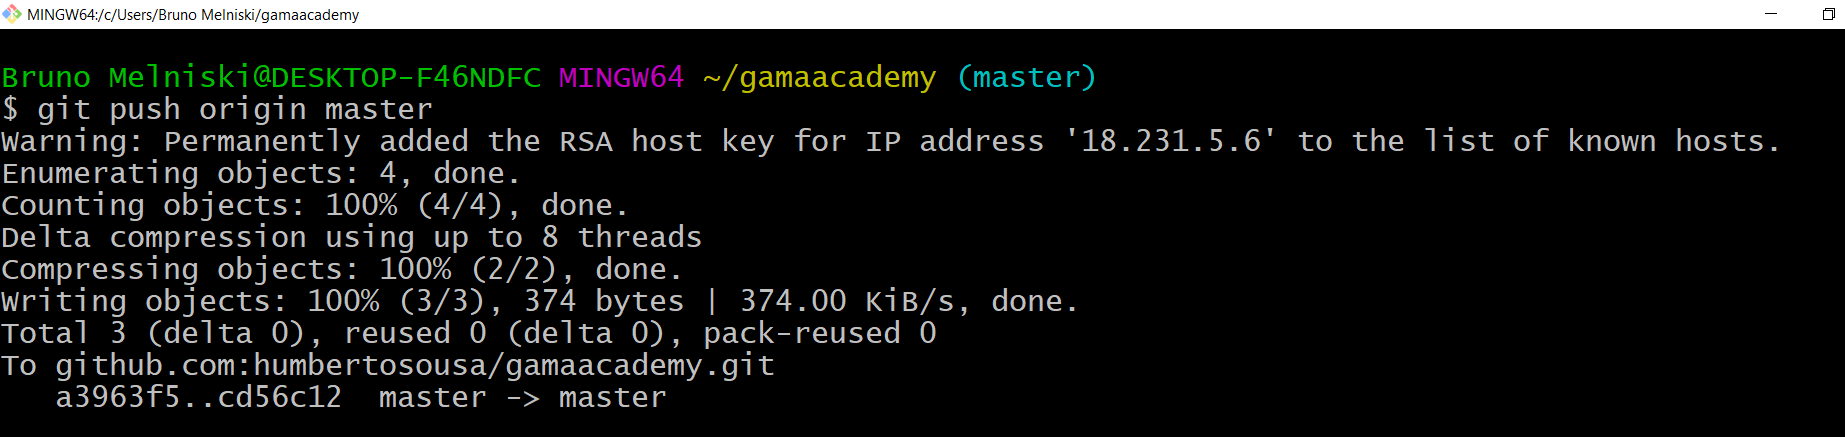 MINGW64:/c/Users/Bruno Melniski/gamaacademy
Bruno Melniski@DESKTOP-F46NDFC MINGW64 ~/gamaacademy (master)
$ git push origin master
Warning: Permanently added the RSA host key for IP address '18.231.5.6' to the list of known hosts.
Enumerating objects: 4, done.
Counting objects: 100% (4/4), done.
Delta compression using up to 8 threads
Compressing objects: 100% (2/2), done.
Writing objects: 100% (3/3), 374 bytes | 374.00 KiB/s, done.
Total 3 (delta 0), reused 0 (delta 0), pack-reused 0
To github.com:humbertosousa/gamaacademy.git
   a3963f5..cd56c12  master -> master